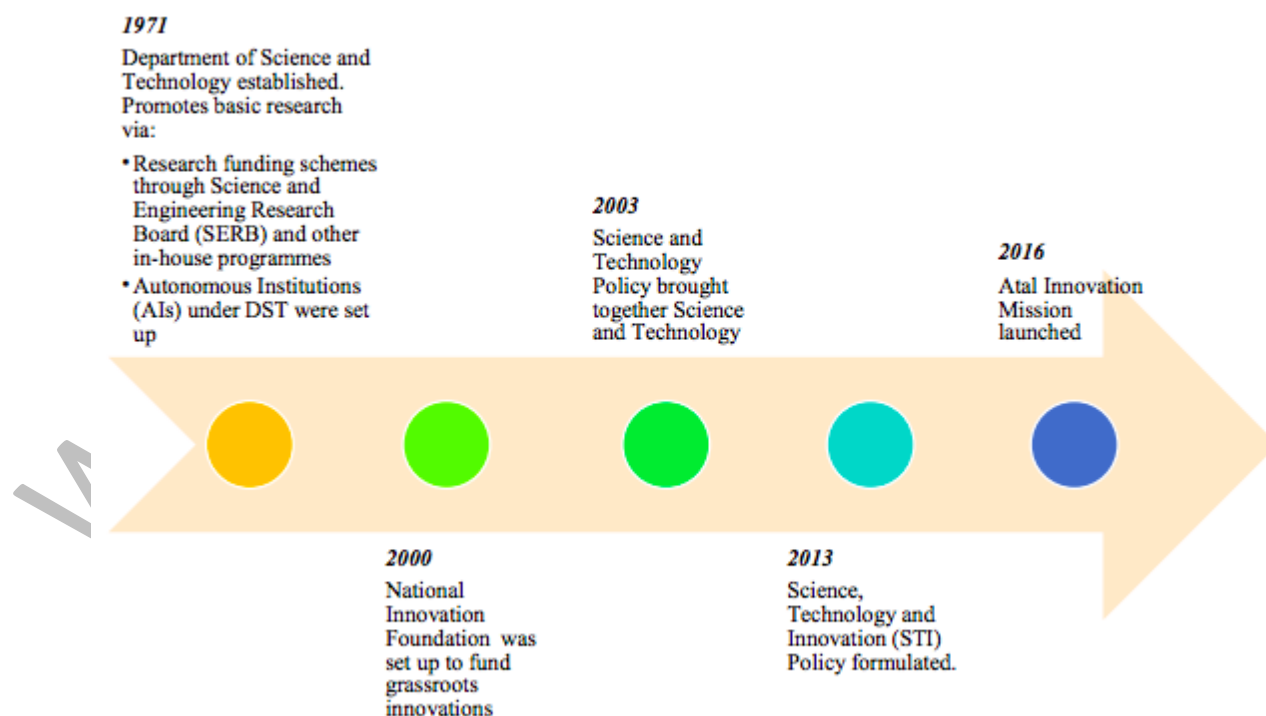 1971
Department of Science and
Technology established.
Promotes basic research
via:
• Research funding schemes
through Science and
Engineering Research
Board (SERB) and other
in-house programmes
• Autonomous Institutions
(AIs) under DST were set
up
2000
National
Innovation
Foundation was
set up to fund
grassroots
innovations
2003
Science and
Technology
Policy brought
together Science
and Technology
2013
Science,
Technology and
Innovation (STI)
Policy formulated.
2016
Atal Innovation
Mission
launched